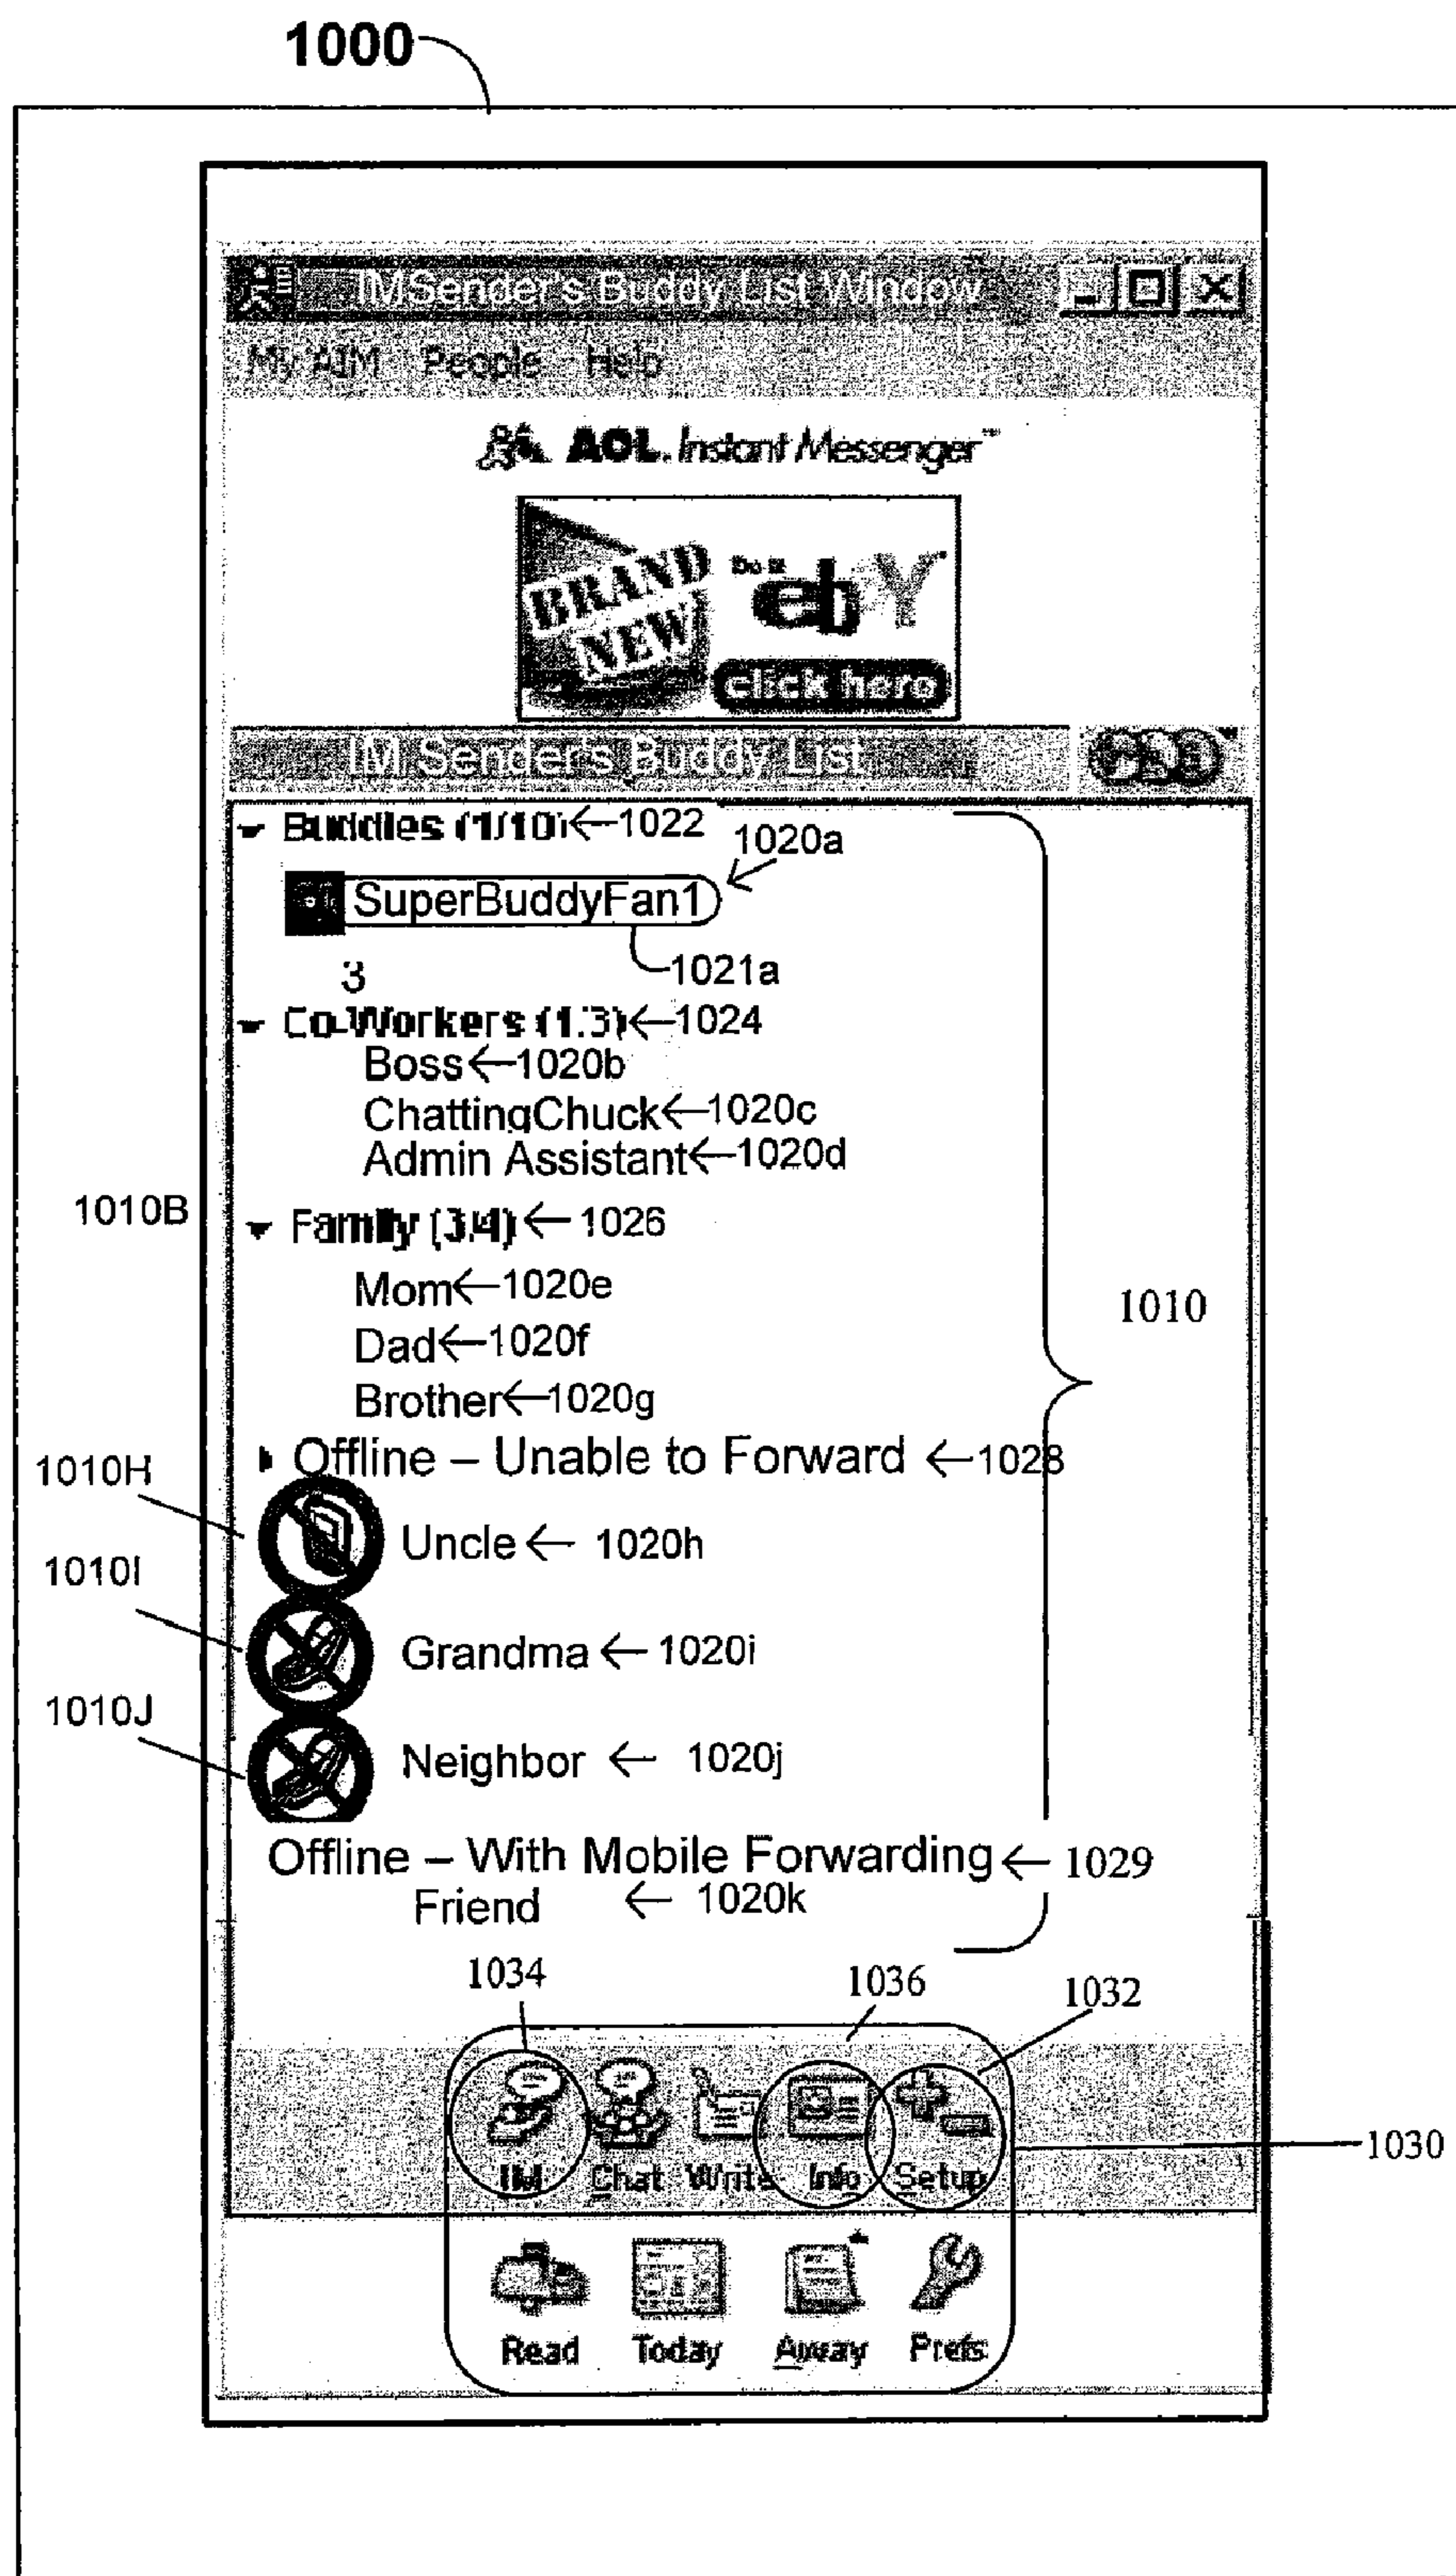 1000
IMSender's Buddy List Window
My AIM People Help
AOL Instant Messenger™
BRAND NEW
Do it ebY
click here
IM Sender's Buddy List
Buddies (1/10) 1022
1020a
SuperBuddyFan1
1021a
3
Co-Workers (1/3) 1024
Boss 1020b
ChattingChuck 1020c
Admin Assistant 1020d
1010B
Family (3/4) 1026
Mom 1020e
1010
Dad 1020f
Brother 1020g
Offline – Unable to Forward 1028
1010H
Uncle 1020h
1010I
Grandma 1020i
1010J
Neighbor 1020j
Offline – With Mobile Forwarding 1029
Friend 1020k
1034 1036 1032
IM Chat Write Info Setup
1030
Read Today Away Prefs